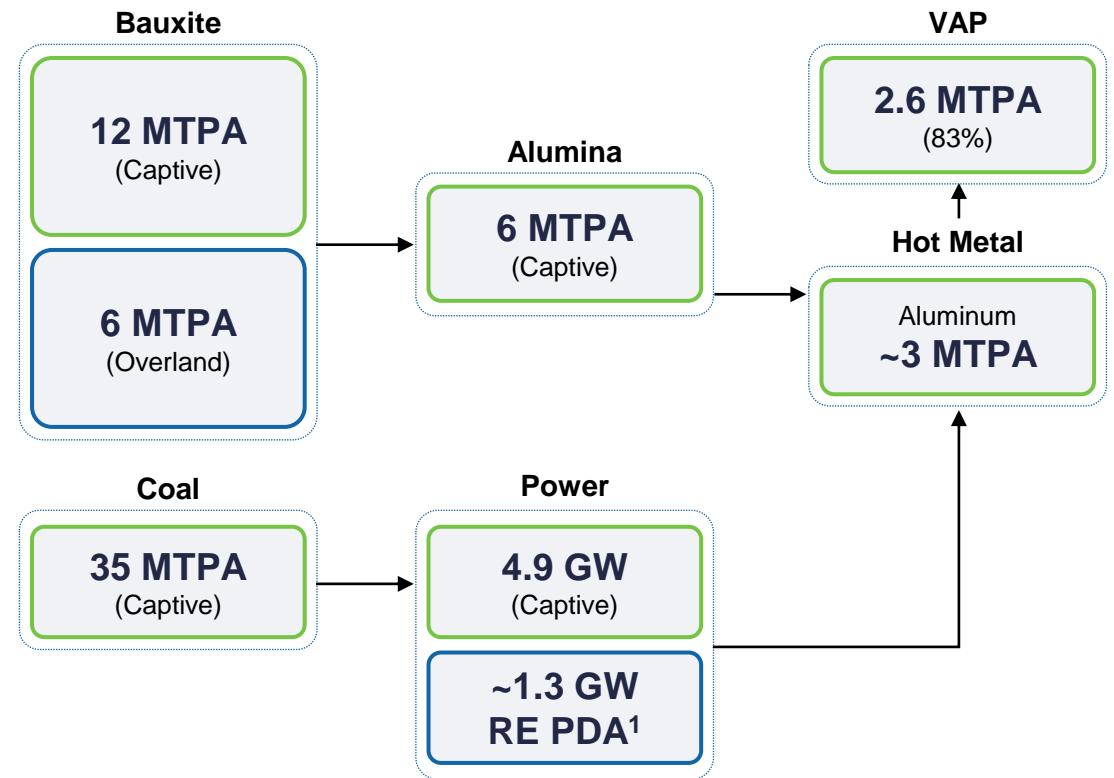 Bauxite
12 MTPA
(Captive)
6 MTPA
(Overland)
Alumina
6 MTPA
(Captive)
VAP
2.6 MTPA
(83%)
Hot Metal
Aluminum
~3 MTPA
Coal
35 MTPA
(Captive)
Power
4.9 GW
(Captive)
~1.3 GW
RE PDA¹